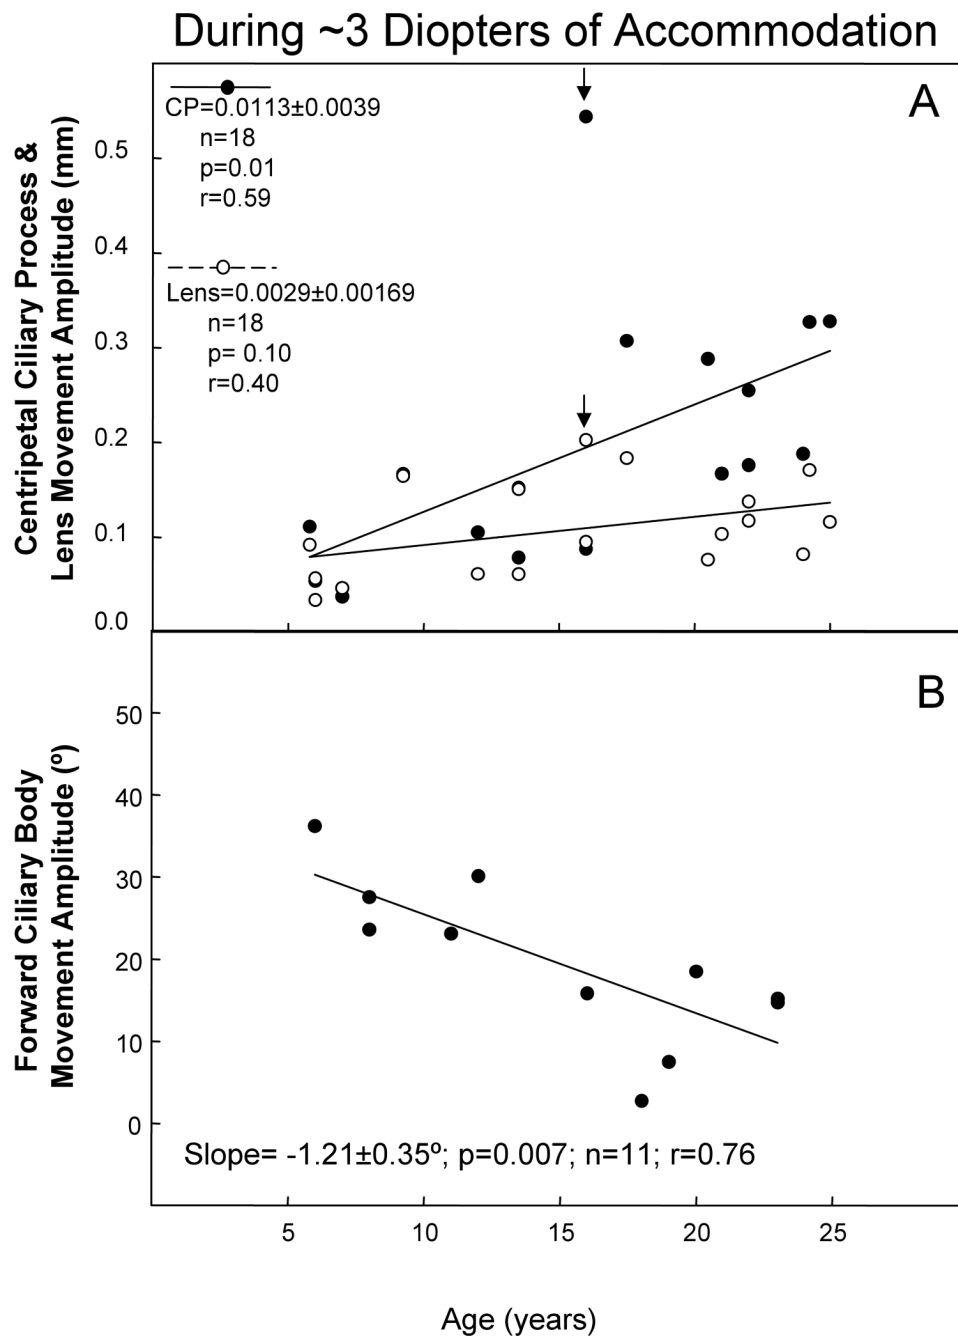 During ~3 Diopters of Accommodation
A
CP=0.0113±0.0039
n=18
p=0.01
r=0.59
Lens=0.0029±0.00169
n=18
p= 0.10
r=0.40
Centripetal Ciliary Process &
Lens Movement Amplitude (mm)
0.5
0.4
0.3
0.2
0.1
0.0
B
Forward Ciliary Body
Movement Amplitude (º)
50
40
30
20
10
0
Slope= -1.21±0.35º; p=0.007; n=11; r=0.76
5 10 15 20 25
Age (years)